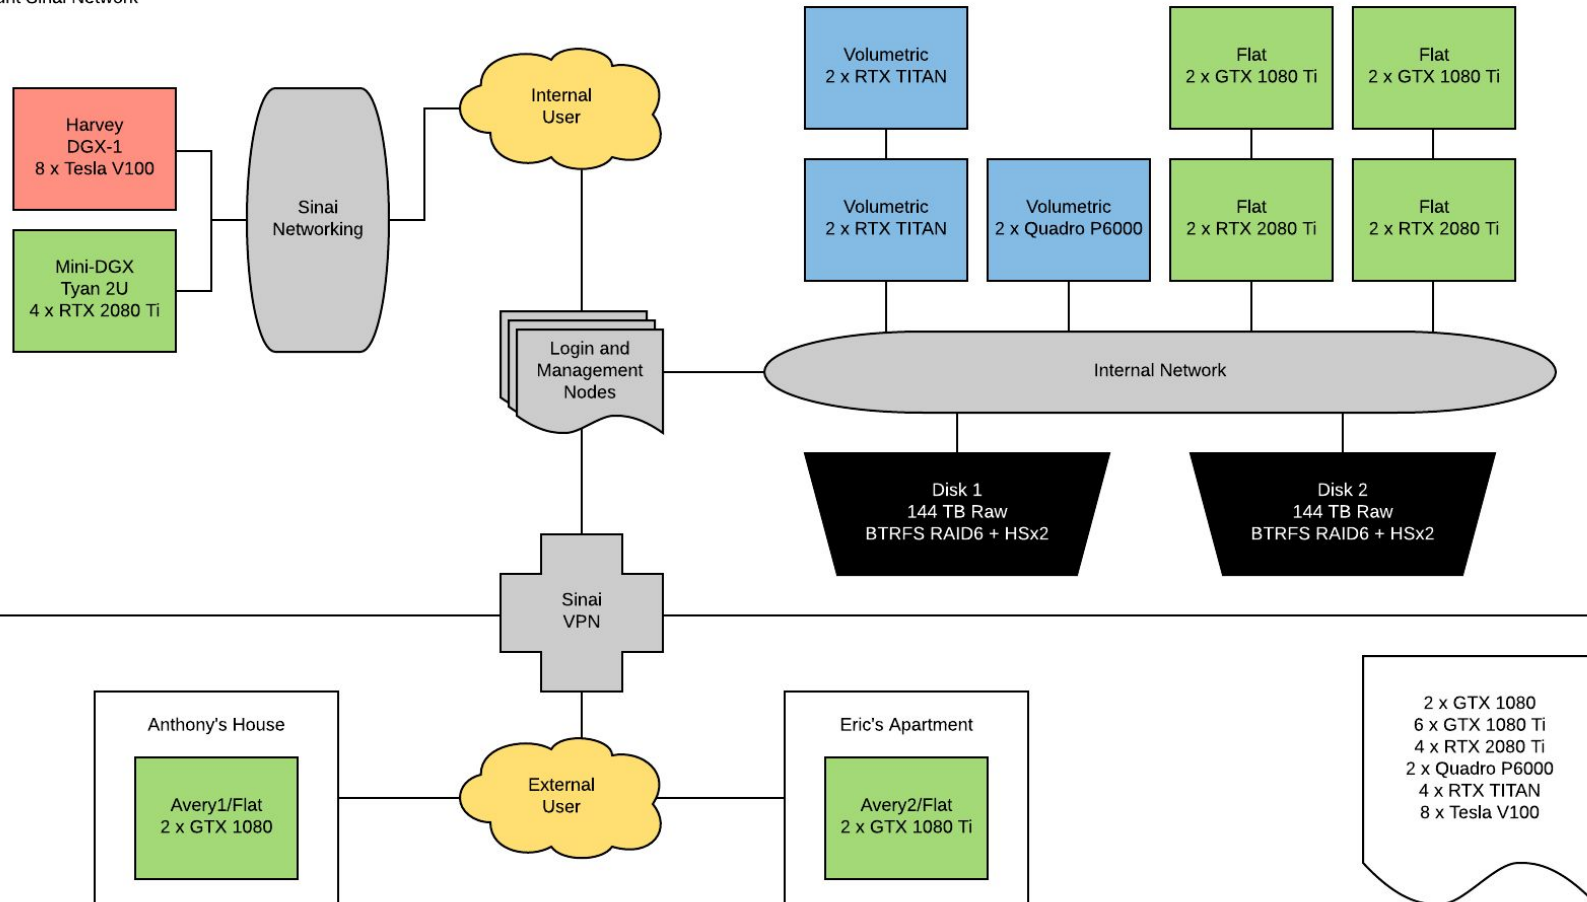 Sinai Network
Harvey
DGX-1
8 x Tesla V100
Mini-DGX
Tyan 2U
4 x RTX 2080 Ti
Sinai
Networking
Internal
User
Volumetric
2 x RTX TITAN
Flat
2 x GTX 1080 Ti
Flat
2 x GTX 1080 Ti
Volumetric
2 x RTX TITAN
Volumetric
2 x Quadro P6000
Flat
2 x RTX 2080 Ti
Flat
2 x RTX 2080 Ti
Login and
Management
Nodes
Internal Network
Disk 1
144 TB Raw
BTRFS RAID6 + HSx2
Disk 2
144 TB Raw
BTRFS RAID6 + HSx2
Sinai
VPN
Anthony's House
Avery1/Flat
2 x GTX 1080
External
User
Eric's Apartment
Avery2/Flat
2 x GTX 1080 Ti
2 x GTX 1080
6 x GTX 1080 Ti
4 x RTX 2080 Ti
2 x Quadro P6000
4 x RTX TITAN
8 x Tesla V100